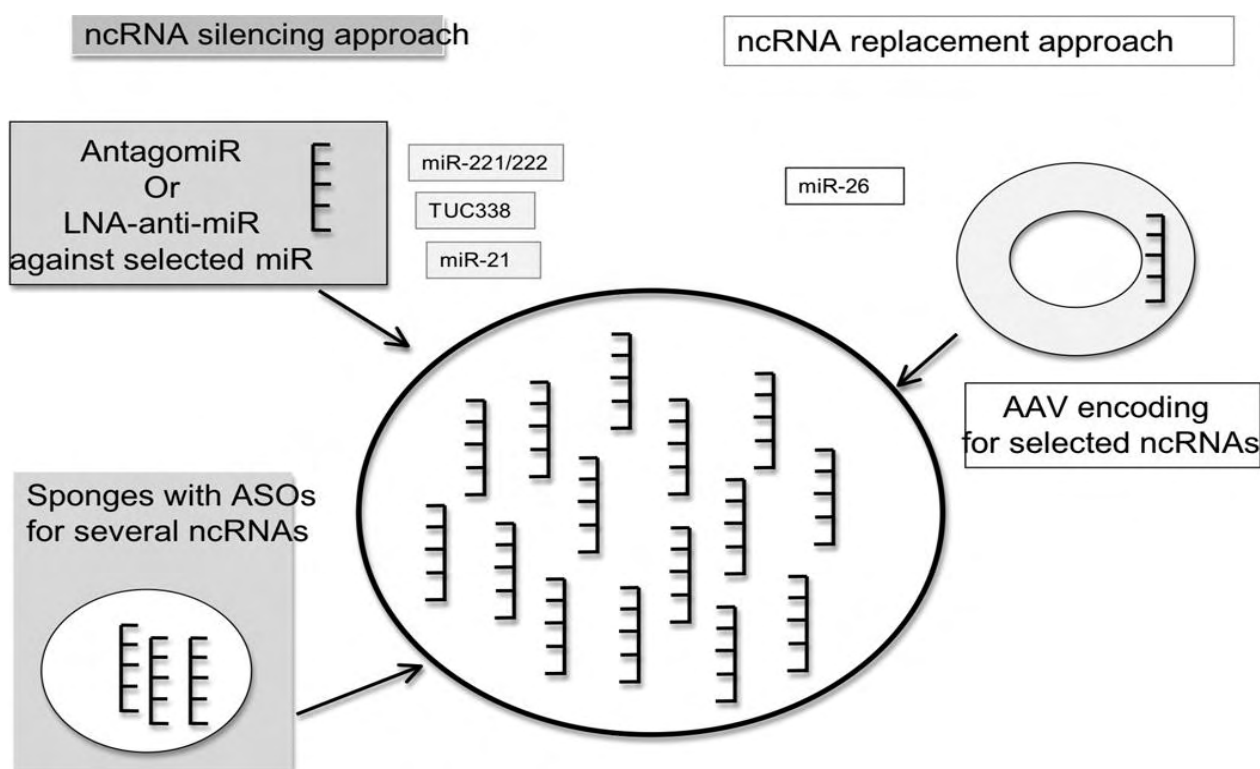 ncRNA silencing approach
ncRNA replacement approach
AntagomiR
Or
LNA-anti-miR
against selected miR
miR-221/222
TUC338
miR-21
miR-26
AAV encoding
for selected ncRNAs
Sponges with ASOs
for several ncRNAs